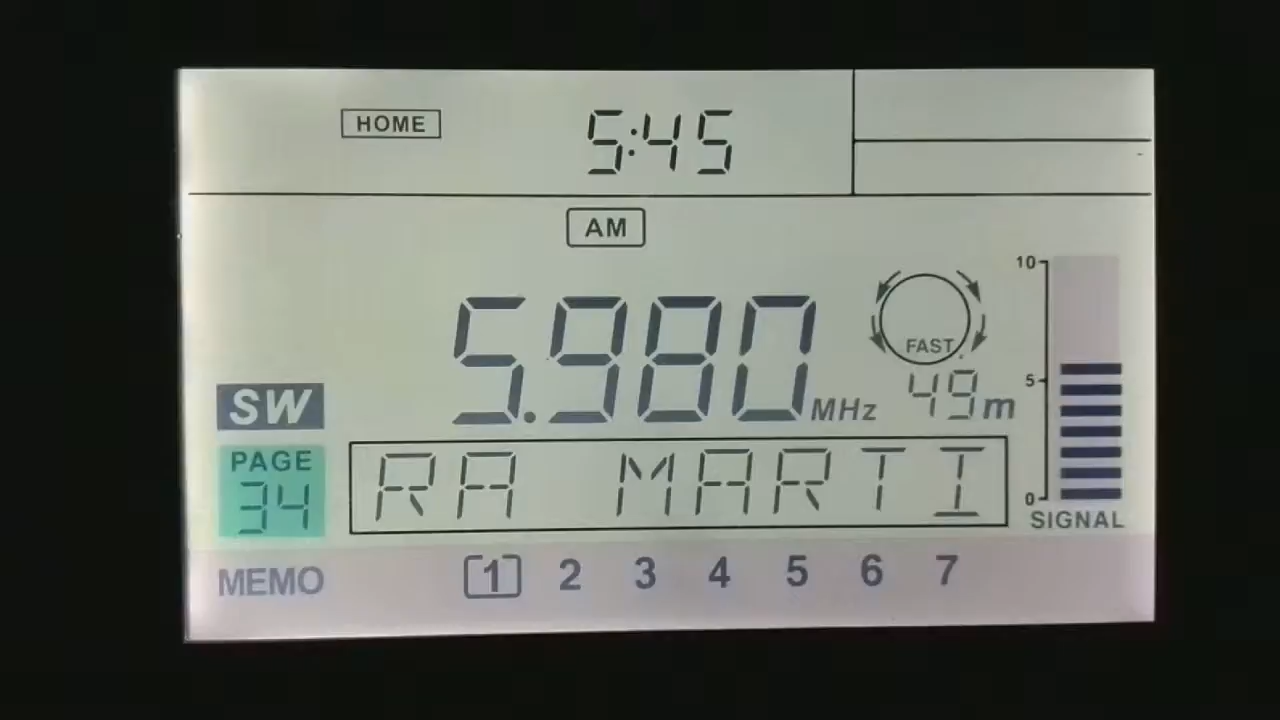 HOME 5:45
AM
10
5.980 MHz
FAST
49m
5
SW
PAGE
34
RA MARTI
0
SIGNAL
MEMO 1 2 3 4 5 6 7